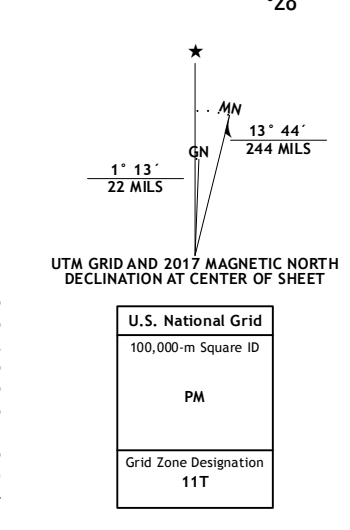 °28
★
MN
13° 44´
244 MILS
GN
1° 13´
22 MILS
UTM GRID AND 2017 MAGNETIC NORTH
DECLINATION AT CENTER OF SHEET
U.S. National Grid
100,000-m Square ID
PM
Grid Zone Designation
11T